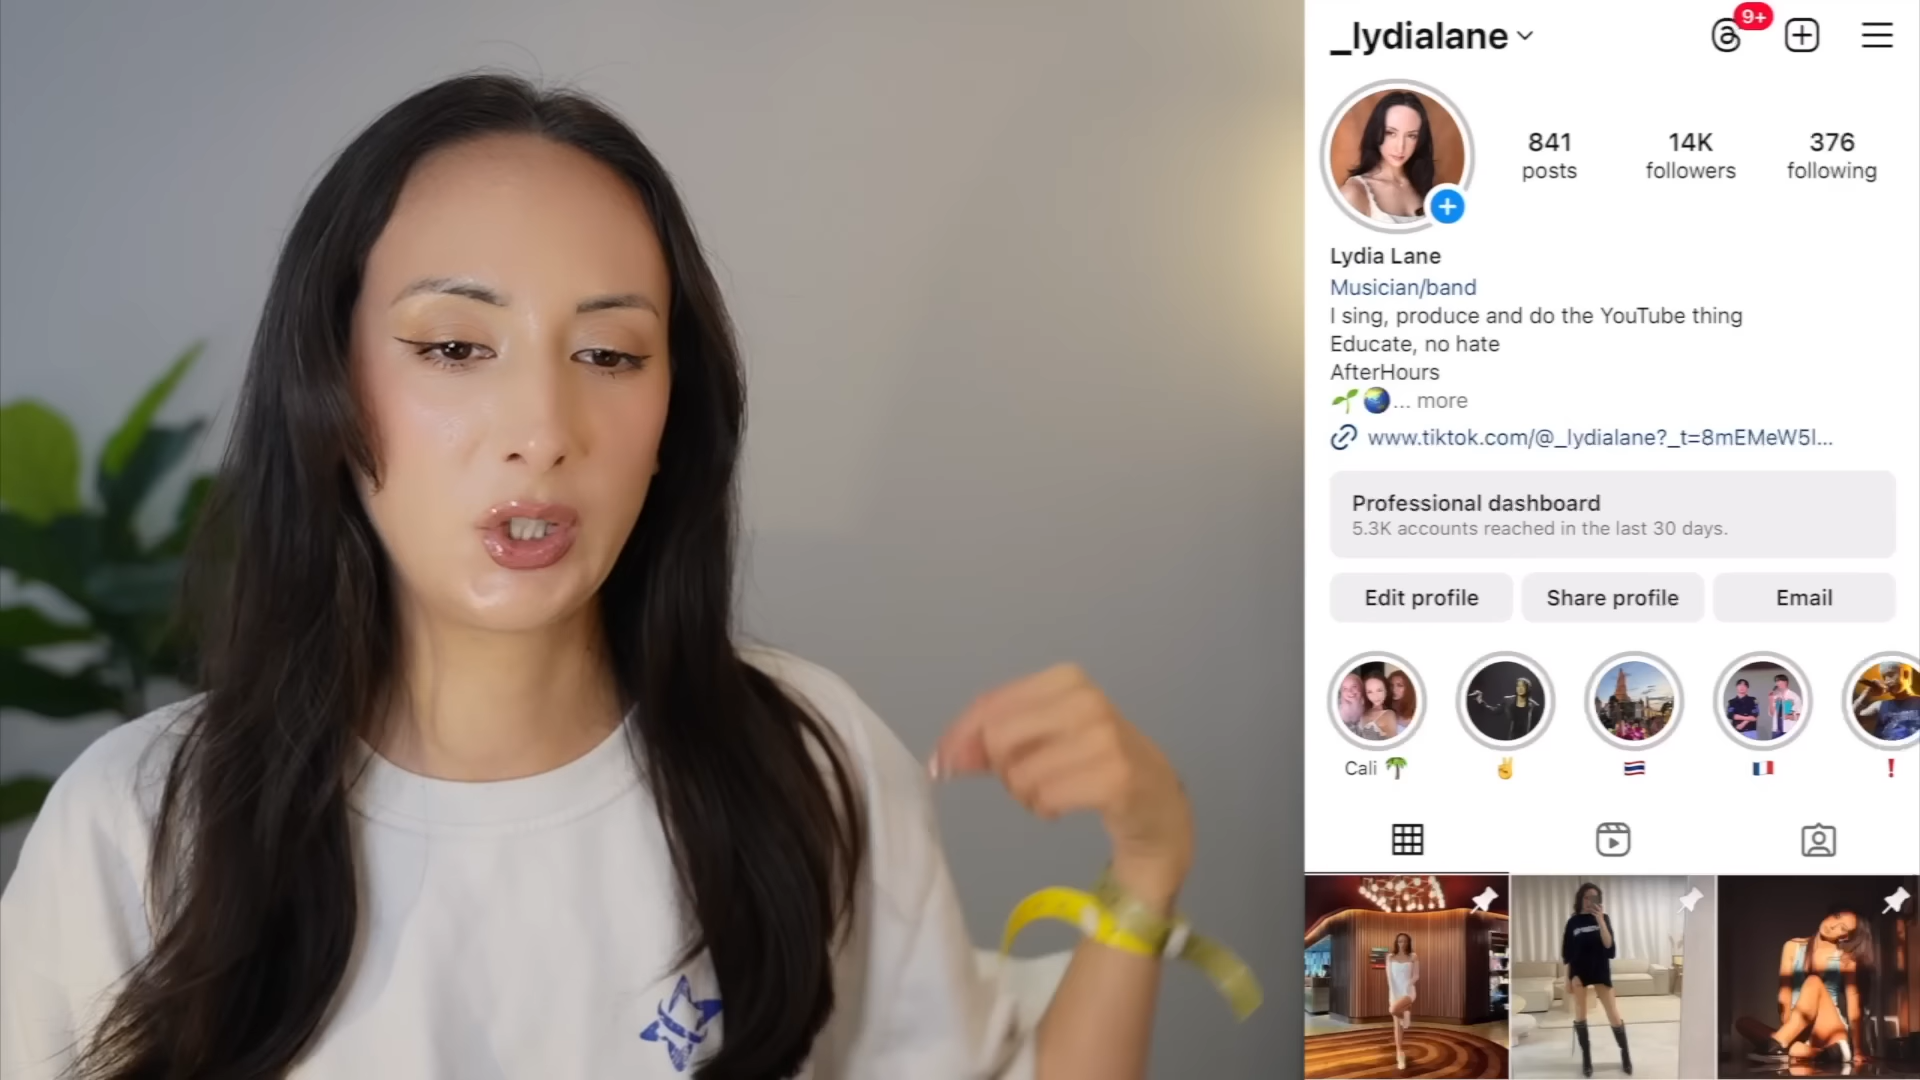 _lydialane
9+
841 14K 376
posts followers following
Lydia Lane
Musician/band
I sing, produce and do the YouTube thing
Educate, no hate
AfterHours
🌱🌏... more
www.tiktok.com/@_lydialane?_t=8mEMeW5l...
Professional dashboard
5.3K accounts reached in the last 30 days.
Edit profile Share profile Email
Cali 🌴 ✌️ 🇹🇭 🇫🇷 ❗